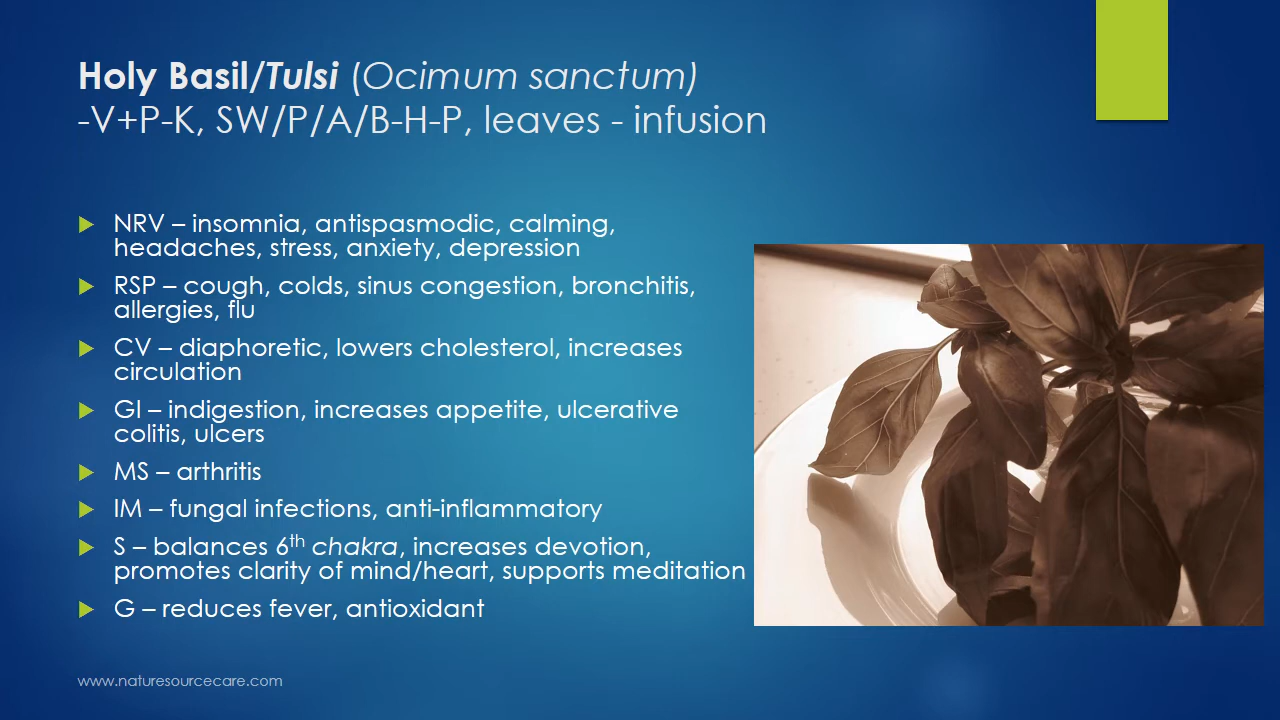 Holy Basil/Tulsi (Ocimum sanctum)
-V+P-K, SW/P/A/B-H-P, leaves - infusion
NRV – insomnia, antispasmodic, calming,
headaches, stress, anxiety, depression
RSP – cough, colds, sinus congestion, bronchitis,
allergies, flu
CV – diaphoretic, lowers cholesterol, increases
circulation
GI – indigestion, increases appetite, ulcerative
colitis, ulcers
MS – arthritis
IM – fungal infections, anti-inflammatory
S – balances 6th chakra, increases devotion,
promotes clarity of mind/heart, supports meditation
G – reduces fever, antioxidant
www.naturesourcecare.com